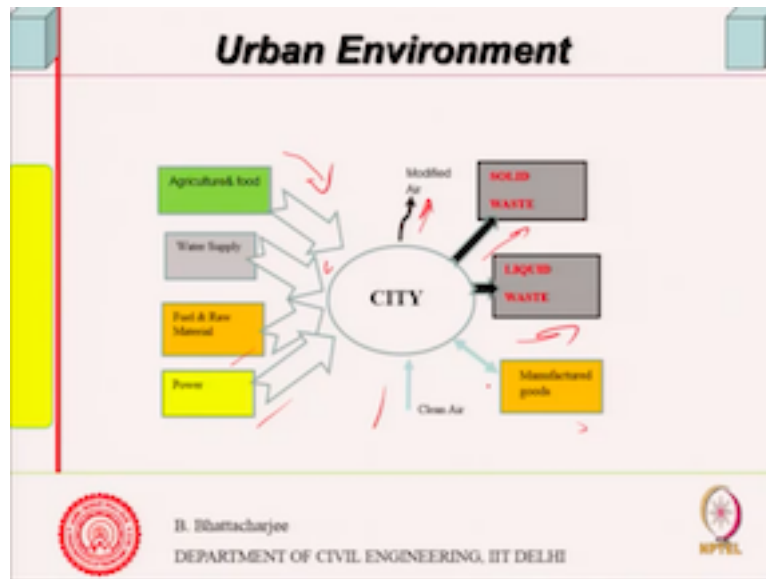 Urban Environment
Agriculture& food
Water Supply
Fuel & Raw
Material
Power
Modified
Air
CITY
SOLID
WASTE
LIQUID
WASTE
Manufactured
goods
Clean Air
B. Bhattacharjee
DEPARTMENT OF CIVIL ENGINEERING, IIT DELHI
NPTEL